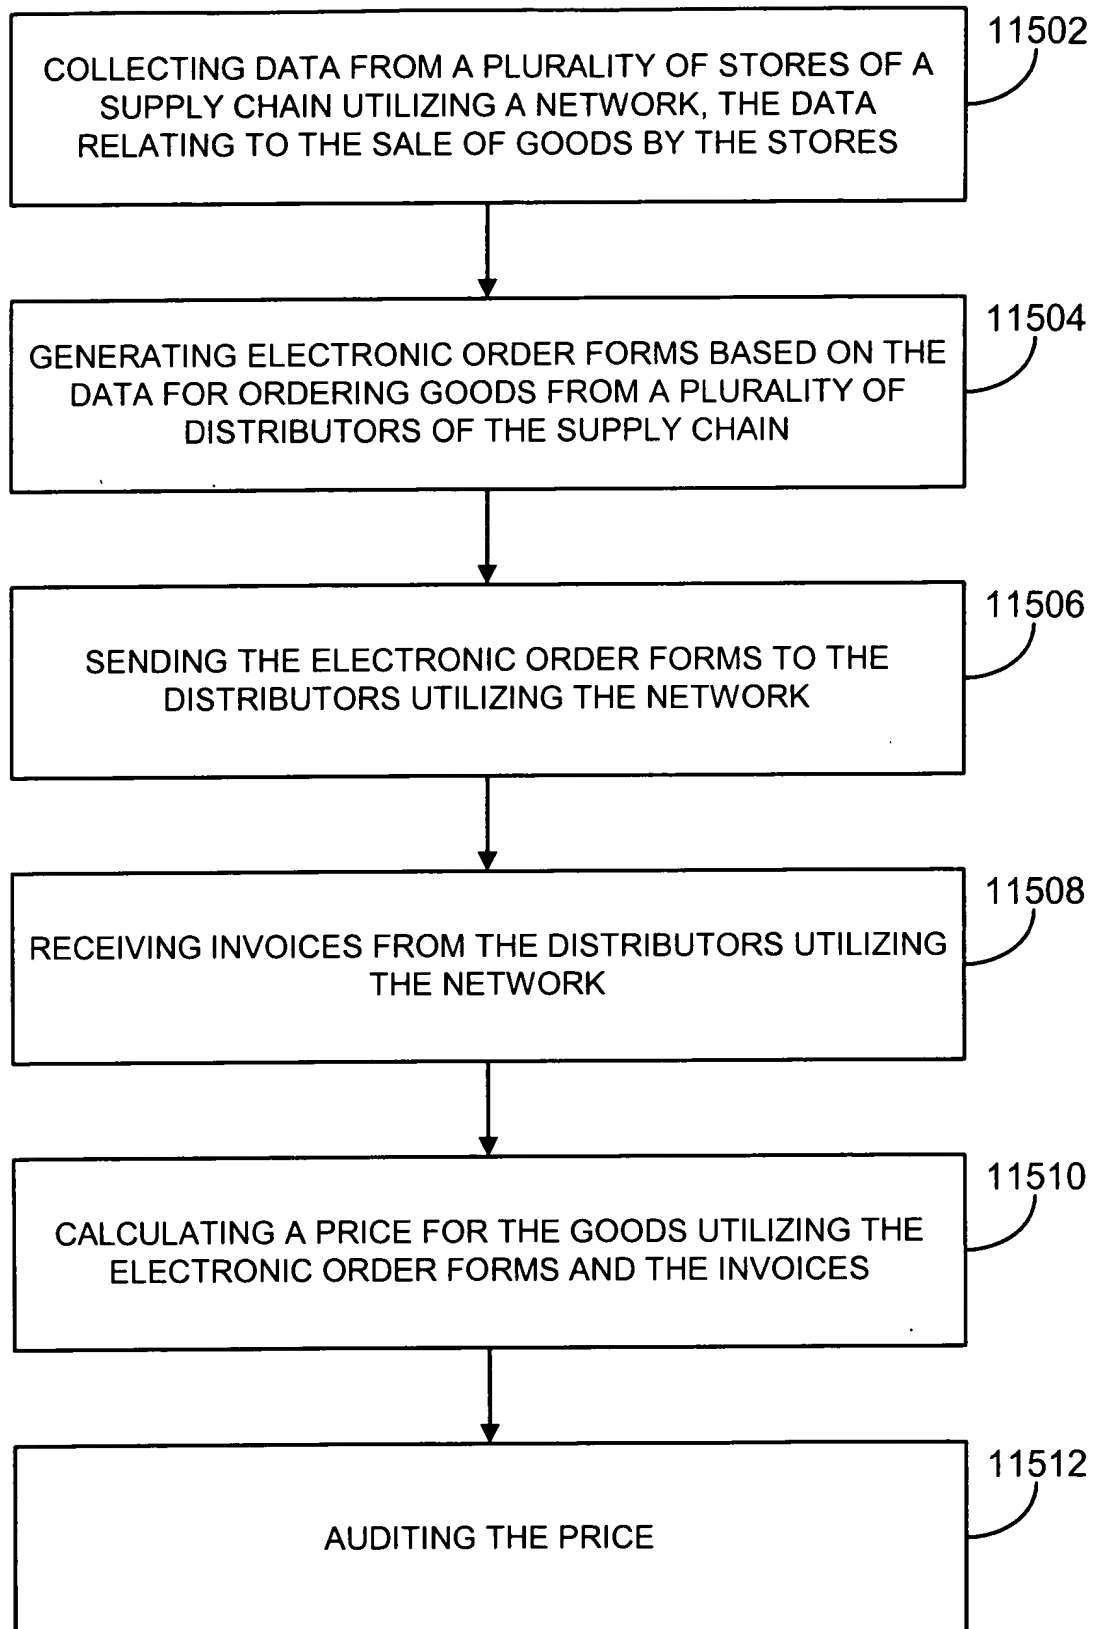 11502
COLLECTING DATA FROM A PLURALITY OF STORES OF A
SUPPLY CHAIN UTILIZING A NETWORK, THE DATA
RELATING TO THE SALE OF GOODS BY THE STORES
11504
GENERATING ELECTRONIC ORDER FORMS BASED ON THE
DATA FOR ORDERING GOODS FROM A PLURALITY OF
DISTRIBUTORS OF THE SUPPLY CHAIN
11506
SENDING THE ELECTRONIC ORDER FORMS TO THE
DISTRIBUTORS UTILIZING THE NETWORK
11508
RECEIVING INVOICES FROM THE DISTRIBUTORS UTILIZING
THE NETWORK
11510
CALCULATING A PRICE FOR THE GOODS UTILIZING THE
ELECTRONIC ORDER FORMS AND THE INVOICES
11512
AUDITING THE PRICE